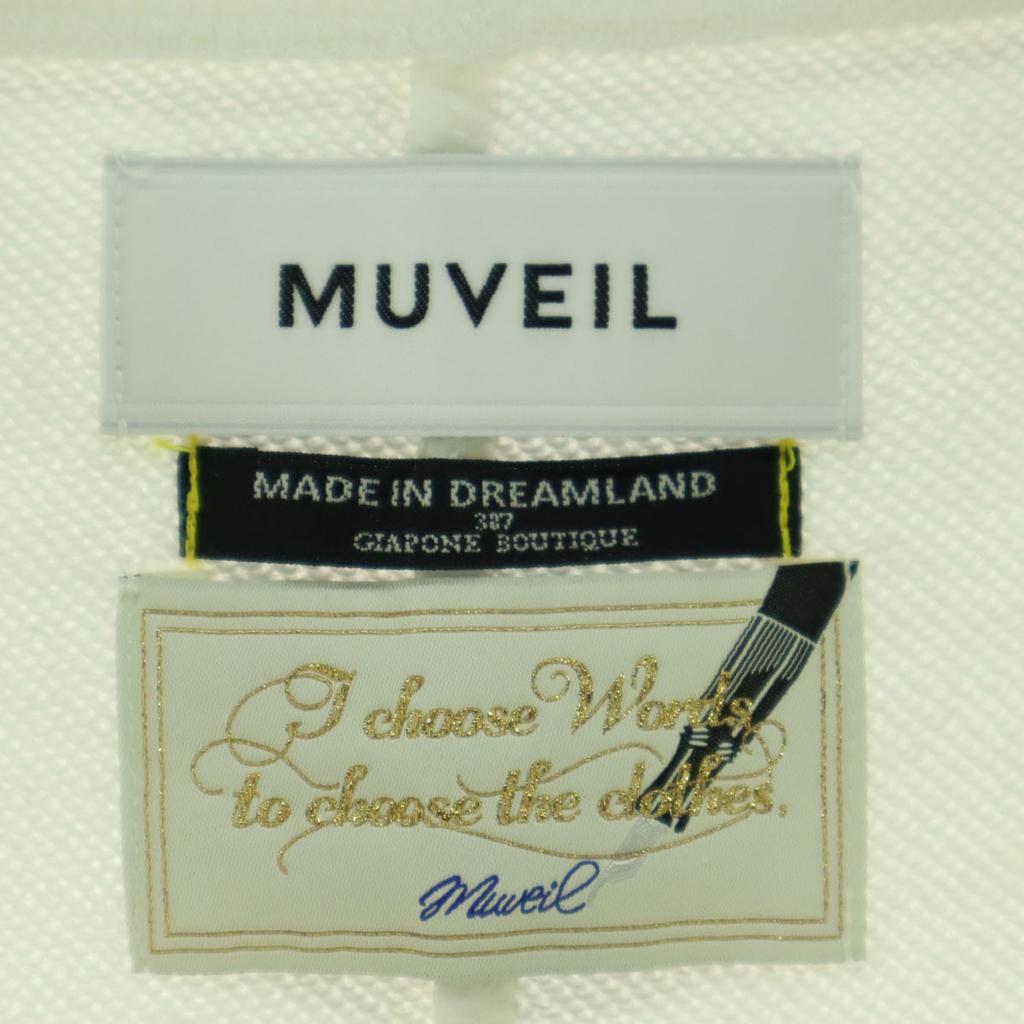 MUVEIL
MADE IN DREAMLAND
387
GIAPONE BOUTIQUE
I choose Words
to choose the clothes.
Muveil